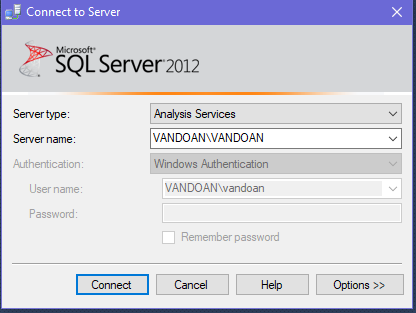 Connect to Server
Microsoft®
SQL Server 2012
Server type: Analysis Services
Server name: VANDOAN\VANDOAN
Authentication: Windows Authentication
User name: VANDOAN\vandoan
Password:
Remember password
Connect Cancel Help Options >>